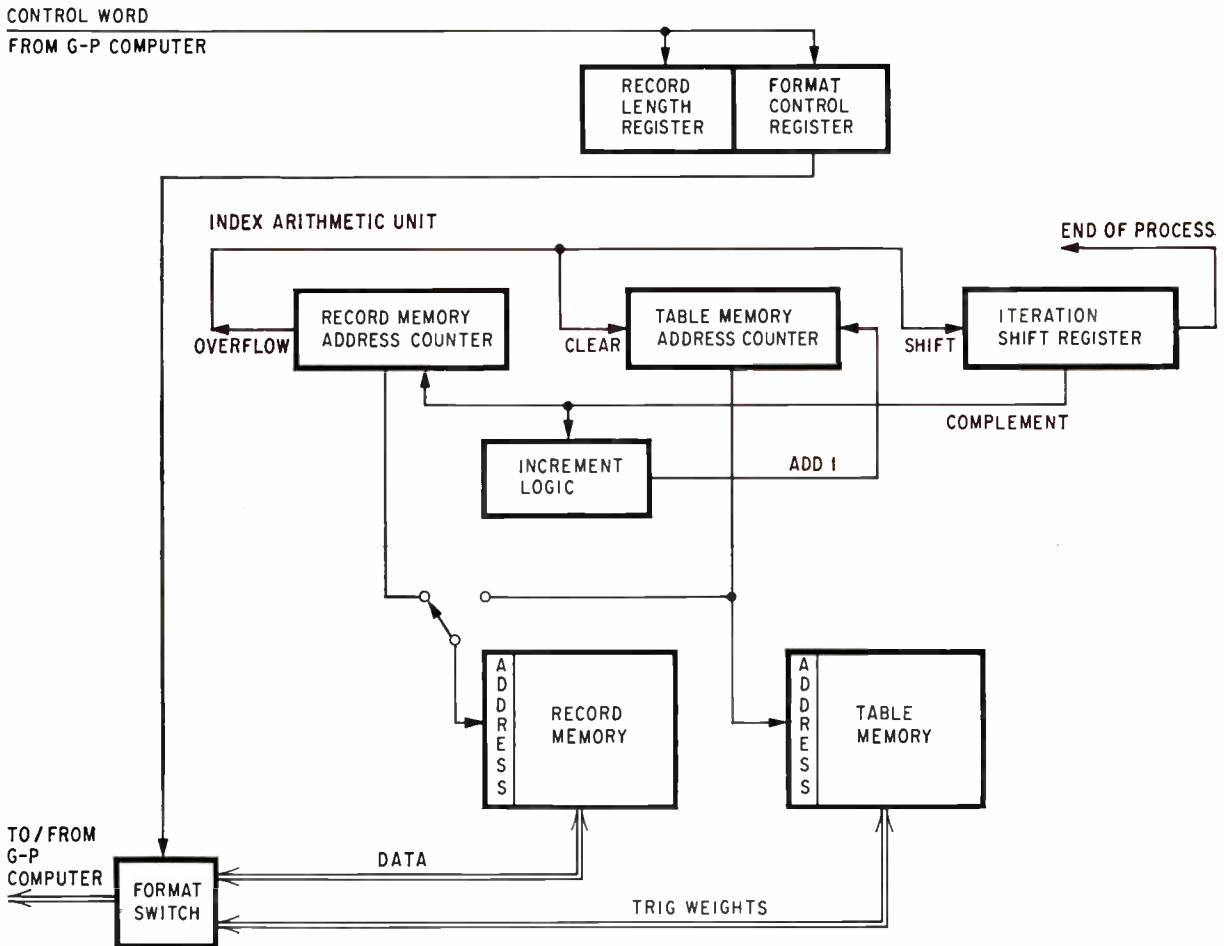 CONTROL WORD
FROM G-P COMPUTER
RECORD
LENGTH
REGISTER
FORMAT
CONTROL
REGISTER
INDEX ARITHMETIC UNIT
END OF PROCESS
RECORD MEMORY
ADDRESS COUNTER
TABLE MEMORY
ADDRESS COUNTER
ITERATION
SHIFT REGISTER
OVERFLOW
CLEAR
SHIFT
COMPLEMENT
INCREMENT
LOGIC
ADD 1
ADDRESS
RECORD
MEMORY
ADDRESS
TABLE
MEMORY
TO/FROM
G-P
COMPUTER
FORMAT
SWITCH
DATA
TRIG WEIGHTS